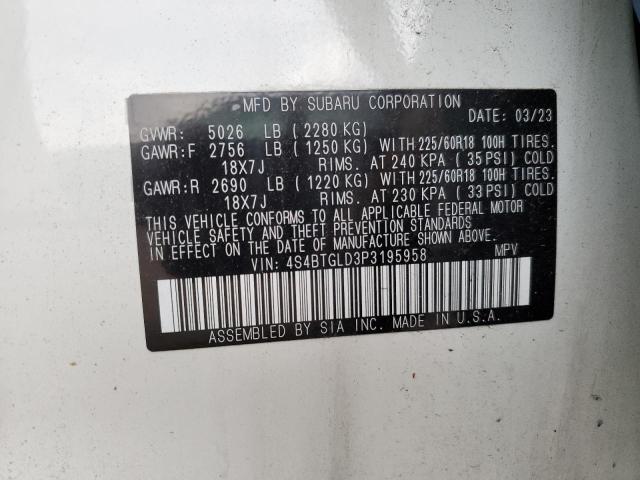 MFD BY SUBARU CORPORATION
DATE: 03/23
GVWR: 5026 LB (2280 KG)
GAWR:F 2756 LB (1250 KG) WITH 225/60R18 100H TIRES.
18X7J RIMS. AT 240 KPA (35 PSI) COLD
GAWR:R 2690 LB (1220 KG) WITH 225/60R18 100H TIRES.
18X7J RIMS. AT 230 KPA (33 PSI) COLD
THIS VEHICLE CONFORMS TO ALL APPLICABLE FEDERAL MOTOR
VEHICLE SAFETY AND THEFT PREVENTION STANDARDS IN EFFECT
ON THE DATE OF MANUFACTURE SHOWN ABOVE.
VIN: 4S4BTGLD3P3195958 MPV
ASSEMBLED BY SIA INC. MADE IN U.S.A.